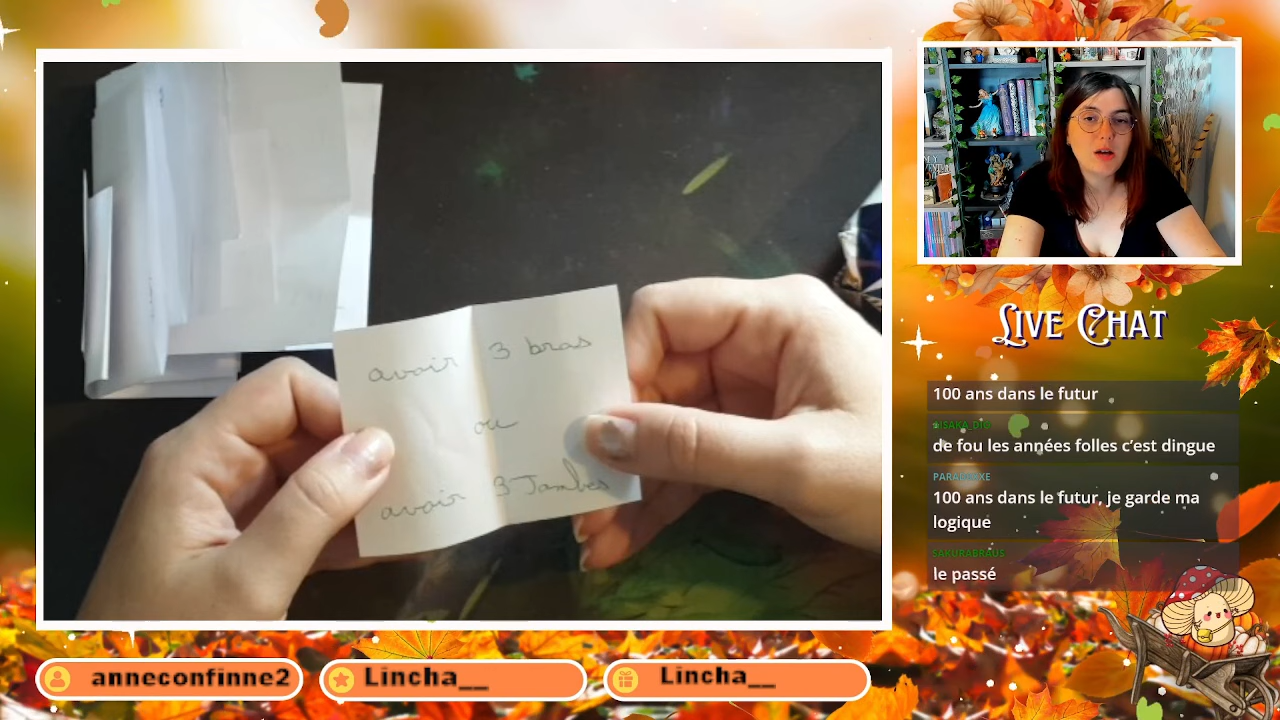 avoir 3 bras
ou
avoir 3 Jambes
LIVE CHAT
100 ans dans le futur
de fou les années folles c’est dingue
100 ans dans le futur, je garde ma
logique
SAKURABRAUS
le passé
anneconfinne2
Lincha__
Lincha__